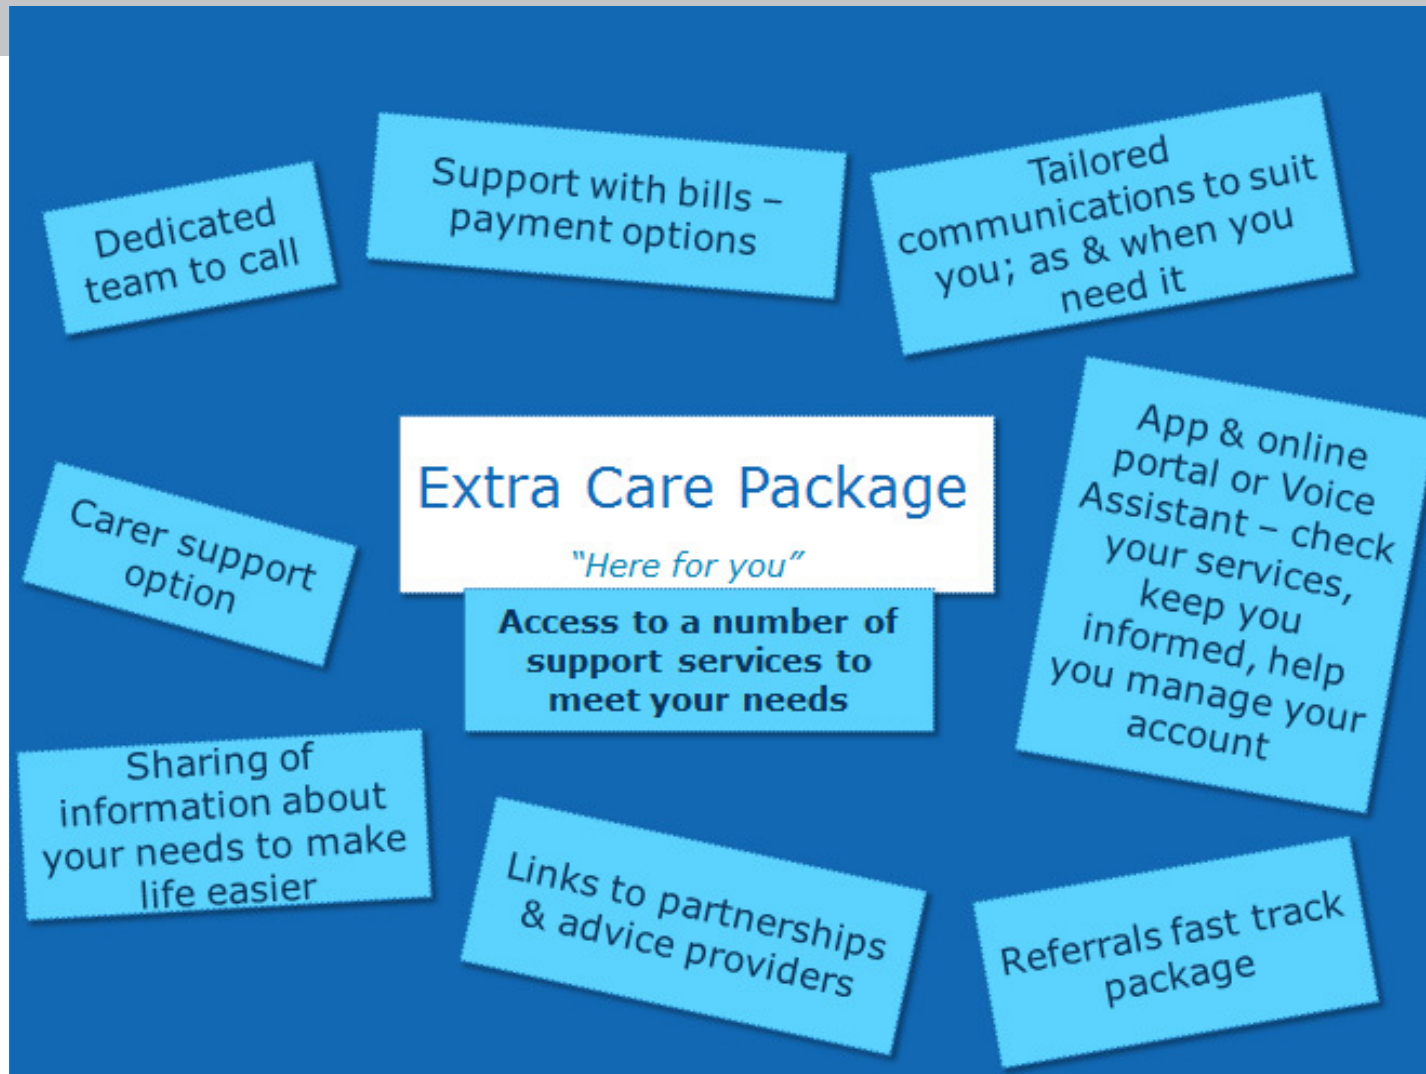 Dedicated
team to call
Support with bills –
payment options
Tailored
communications to suit
you; as & when you
need it
Extra Care Package
“Here for you”
Access to a number of
support services to
meet your needs
App & online
portal or Voice
Assistant – check
your services,
keep you
informed, help
you manage your
account
Carer support
option
Sharing of
information about
your needs to make
life easier
Links to partnerships
& advice providers
Referrals fast track
package